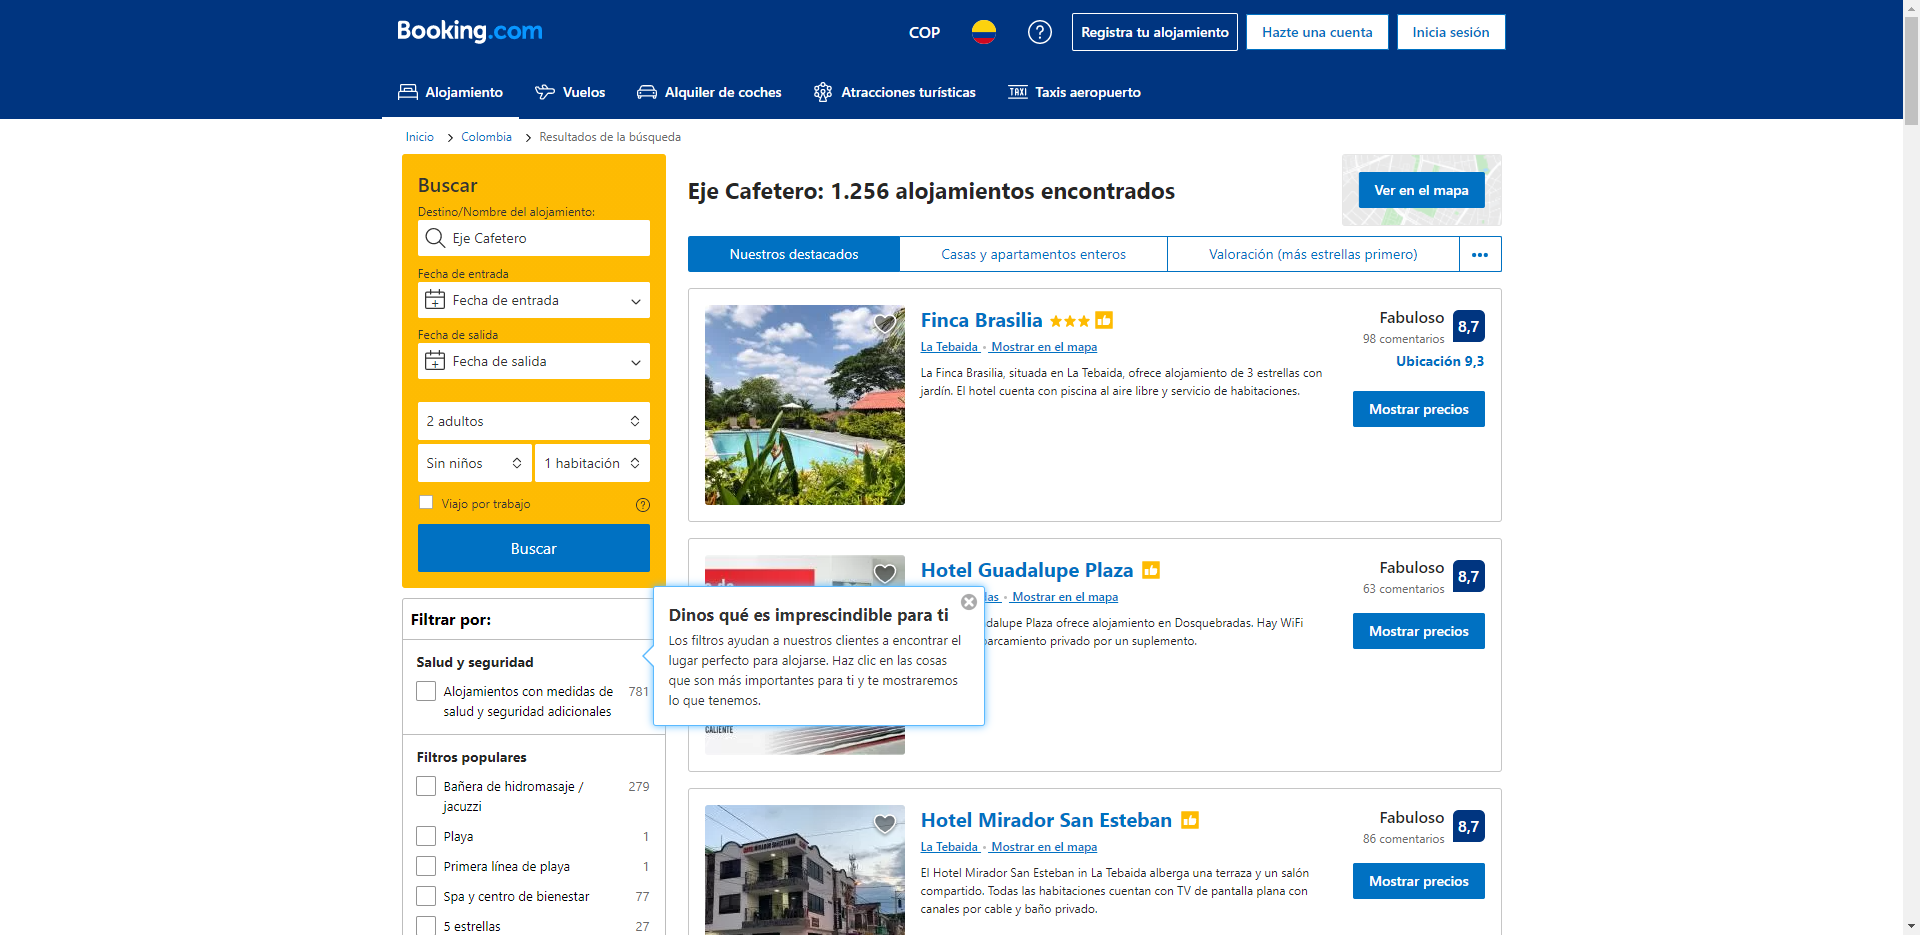 Booking.com
COP
Registra tu alojamiento
Hazte una cuenta
Inicia sesión
Alojamiento
Vuelos
Alquiler de coches
Atracciones turísticas
TAXI Taxis aeropuerto
Inicio > Colombia > Resultados de la búsqueda
Buscar
Destino/Nombre del alojamiento:
Eje Cafetero
Fecha de entrada
Fecha de entrada
Fecha de salida
Fecha de salida
2 adultos
Sin niños
1 habitación
Viajo por trabajo
Buscar
Filtrar por:
Salud y seguridad
Alojamientos con medidas de 781
salud y seguridad adicionales
Filtros populares
Bañera de hidromasaje / 279
jacuzzi
Playa 1
Primera línea de playa 1
Spa y centro de bienestar 77
5 estrellas 27
Eje Cafetero: 1.256 alojamientos encontrados
Ver en el mapa
Nuestros destacados
Casas y apartamentos enteros
Valoración (más estrellas primero)
Finca Brasilia
La Tebaida • Mostrar en el mapa
La Finca Brasilia, situada en La Tebaida, ofrece alojamiento de 3 estrellas con
jardín. El hotel cuenta con piscina al aire libre y servicio de habitaciones.
Fabuloso 8,7
98 comentarios
Ubicación 9,3
Mostrar precios
Hotel Guadalupe Plaza
las • Mostrar en el mapa
dalupe Plaza ofrece alojamiento en Dosquebradas. Hay WiFi
parcamiento privado por un suplemento.
Fabuloso 8,7
63 comentarios
Mostrar precios
Dinos qué es imprescindible para ti
Los filtros ayudan a nuestros clientes a encontrar el
lugar perfecto para alojarse. Haz clic en las cosas
que son más importantes para ti y te mostraremos
lo que tenemos.
CALIENTE
Hotel Mirador San Esteban
La Tebaida • Mostrar en el mapa
El Hotel Mirador San Esteban in La Tebaida alberga una terraza y un salón
compartido. Todas las habitaciones cuentan con TV de pantalla plana con
canales por cable y baño privado.
Fabuloso 8,7
86 comentarios
Mostrar precios